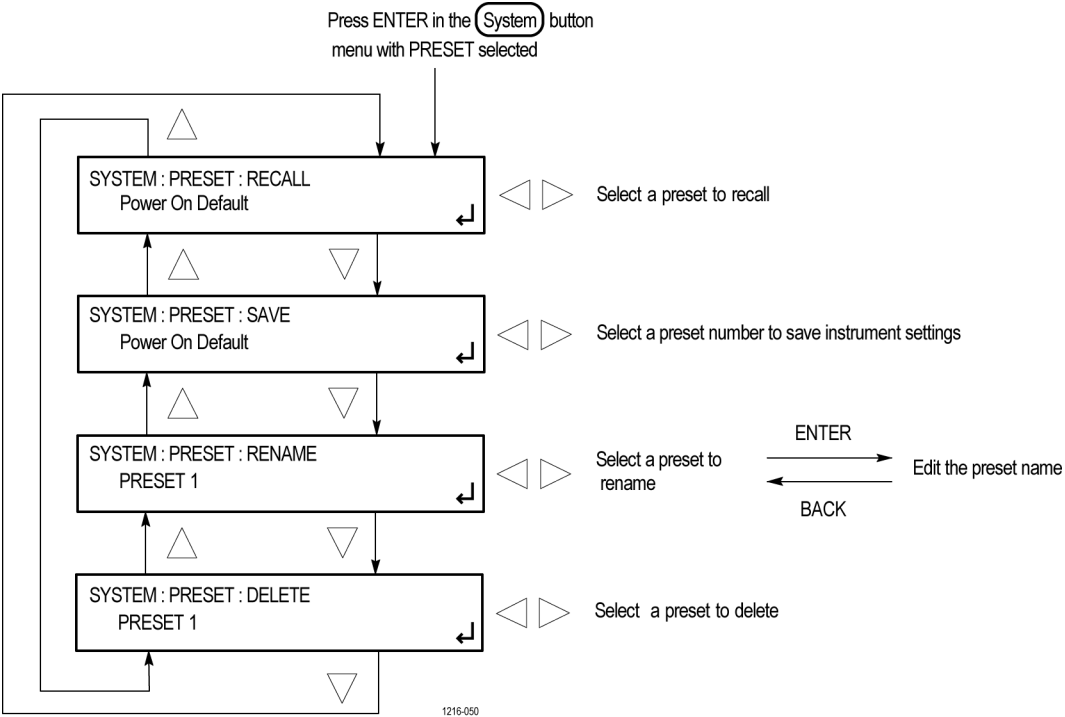 Press ENTER in the System button
menu with PRESET selected
SYSTEM : PRESET : RECALL
Power On Default
Select a preset to recall
SYSTEM : PRESET : SAVE
Power On Default
Select a preset number to save instrument settings
SYSTEM : PRESET : RENAME
PRESET 1
Select a preset to
rename
ENTER
BACK
Edit the preset name
SYSTEM : PRESET : DELETE
PRESET 1
Select a preset to delete
1216-050